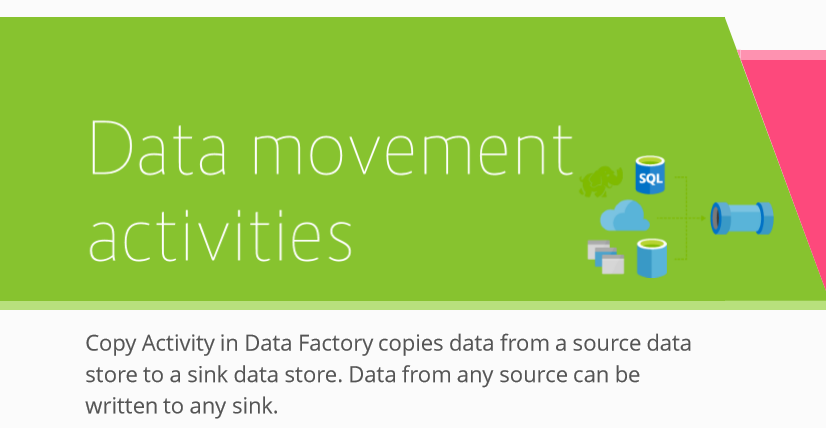 Data movement
activities
SQL
Copy Activity in Data Factory copies data from a source data
store to a sink data store. Data from any source can be
written to any sink.